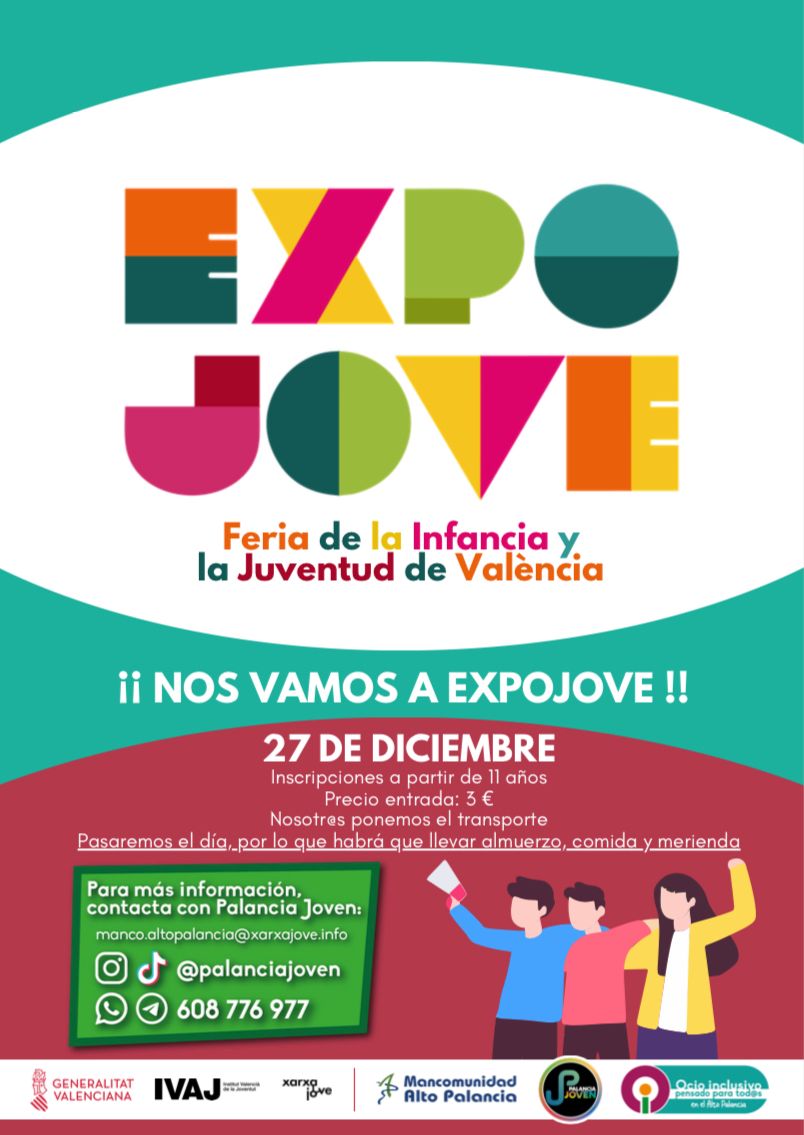 EXPO
JOVE
Feria de la Infancia y
la Juventud de València
¡¡ NOS VAMOS A EXPOJOVE !!
27 DE DICIEMBRE
Inscripciones a partir de 11 años
Precio entrada: 3 €
Nosotr@s ponemos el transporte
Pasaremos el día, por lo que habrá que llevar almuerzo, comida y merienda
Para más información,
contacta con Palancia Joven:
manco.altopalancia@xarxajove.info
@palanciajoven
608 776 977
GENERALITAT
VALENCIANA
IVAJ
Institut Valencià
de la Joventut
xarxa
jove
Mancomunidad
Alto Palancia
PALANCIA
JOVEN
Ocio inclusivo
pensado para tod@s
en el Alto Palancia